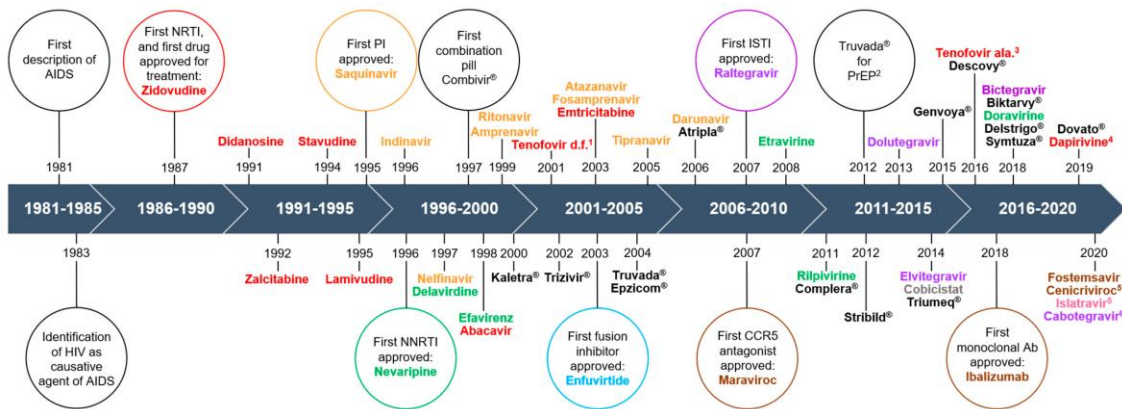 First
description
of AIDS
First NRTI,
and first drug
approved for
treatment:
Zidovudine
First PI
approved:
Saquinavir
First
combination
pill
Combivir®
First ISTI
approved:
Raltegravir
Truvada®
for
PrEP²
Didanosine
Stavudine
Indinavir
Ritonavir
Amprenavir
Tenofovir d.f.¹
Atazanavir
Fosamprenavir
Emtricitabine
Tipranavir
Darunavir
Atripla®
Etravirine
Dolutegravir
Genvoya®
Tenofovir ala.³
Descovy®
Bictegravir
Biktarvy®
Doravirine
Delstrigo®
Symtuza®
Dovato®
Dapirivine⁴
1981
1987
1991
1994
1995
1996
1997
1999
2001
2003
2005
2006
2007
2008
2012
2013
2015
2016
2018
2019
1981-1985
1986-1990
1991-1995
1996-2000
2001-2005
2006-2010
2011-2015
2016-2020
1983
1992
1995
1996
1997
1998
2000
2002
2003
2004
2007
2011
2012
2014
2018
2020
Zalcitabine
Lamivudine
Nelfinavir
Delavirdine
Efavirenz
Abacavir
Kaletra®
Trizivir®
Truvada®
Epzicom®
Rilpivirine
Complera®
Stribild®
Elvitegravir
Cobicistat
Triumeq®
Fostemsavir
Cenicriviroc⁵
Islatravir⁵
Cabotegravir⁶
Identification
of HIV as
causative
agent of AIDS
First NNRTI
approved:
Nevaripine
First fusion
inhibitor
approved:
Enfuvirtide
First CCR5
antagonist
approved:
Maraviroc
First
monoclonal Ab
approved:
Ibalizumab